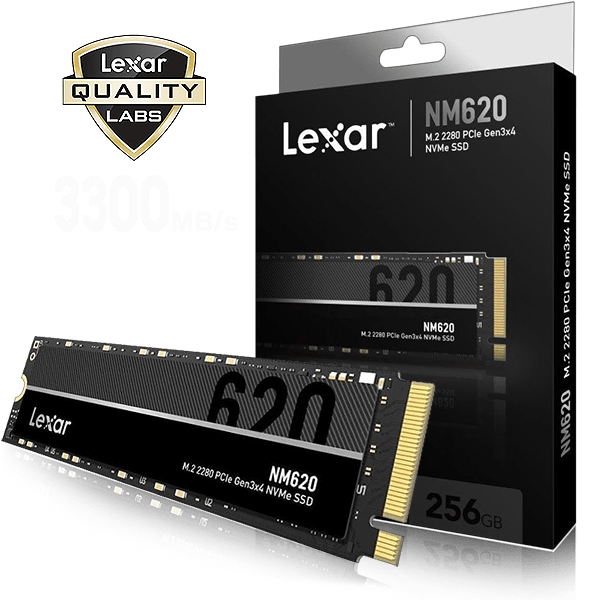 Lexar
QUALITY
LABS
3300MB/s
Lexar™
NM620
M.2 2280 PCIe Gen3x4
NVMe SSD
620
NM620
M.2 2280 PCIe Gen3x4 NVMe SSD
NM620 M.2 2280 PCIe Gen3x4 NVMe SSD
256GB
620
Lexar
NM620
M.2 2280 PCIe Gen3x4 NVMe SSD